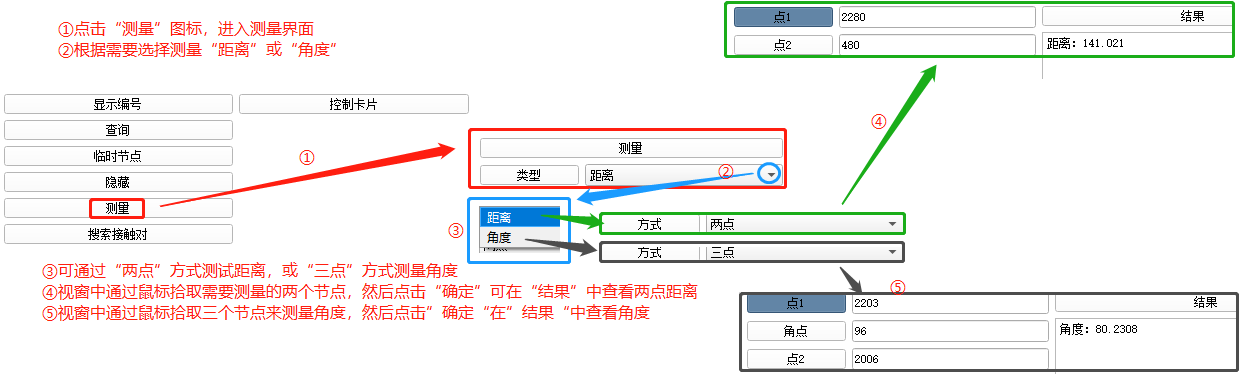 ①点击“测量”图标，进入测量界面
②根据需要选择测量“距离”或“角度”
点1
2280
结果
点2
480
距离：141.021
显示编号
控制卡片
查询
临时节点
隐藏
测量
搜索接触对
①
测量
类型
距离
②
③
距离
角度
方式
两点
方式
三点
④
⑤
③可通过“两点”方式测试距离，或“三点”方式测量角度
④视窗中通过鼠标拾取需要测量的两个节点，然后点击“确定”可在“结果”中查看两点距离
⑤视窗中通过鼠标拾取三个节点来测量角度，然后点击”确定“在”结果“中查看角度
点1
2203
结果
角点
96
角度：80.2308
点2
2006